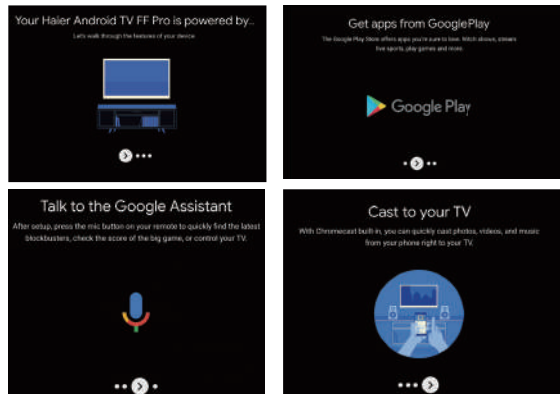 Your Haier Android TV FF Pro is powered by..
Let's walk through the features of your device
Get apps from GooglePlay
The Google Play Store offers apps you're sure to love. Witch shows, stream
live sports, play games and more.
Google Play
Talk to the Google Assistant
After setup, press the mic button on your remote to quickly find the latest
blockbusters, check the score of the big game, or control your TV.
Cast to your TV
With Chromecast built-in, you can quickly cast photos, videos, and music
from your phone right to your TV.